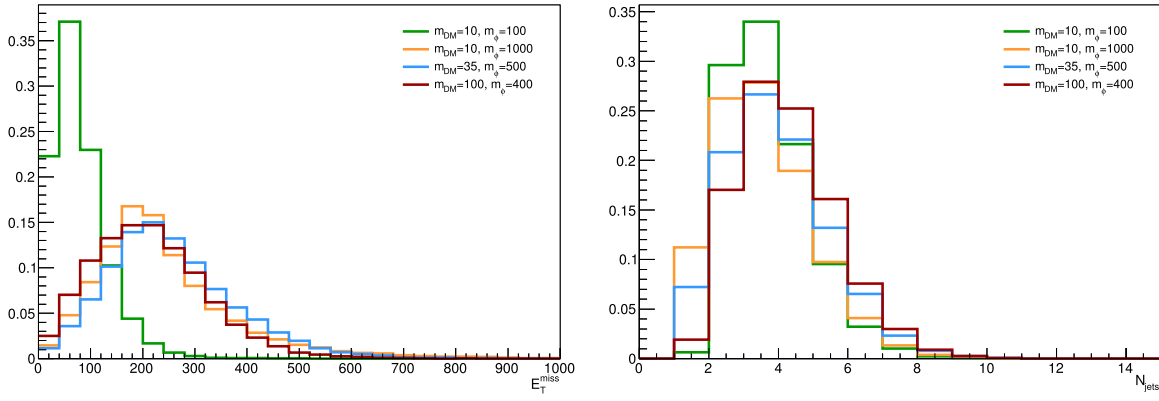 0.35
0.3
0.25
0.2
0.15
0.1
0.05
0
m_DM=10, m_φ=100
m_DM=10, m_φ=1000
m_DM=35, m_φ=500
m_DM=100, m_φ=400
0 100 200 300 400 500 600 700 800 900 1000
E_T^miss
0.35
0.3
0.25
0.2
0.15
0.1
0.05
0
m_DM=10, m_φ=100
m_DM=10, m_φ=1000
m_DM=35, m_φ=500
m_DM=100, m_φ=400
0 2 4 6 8 10 12 14
N_jets